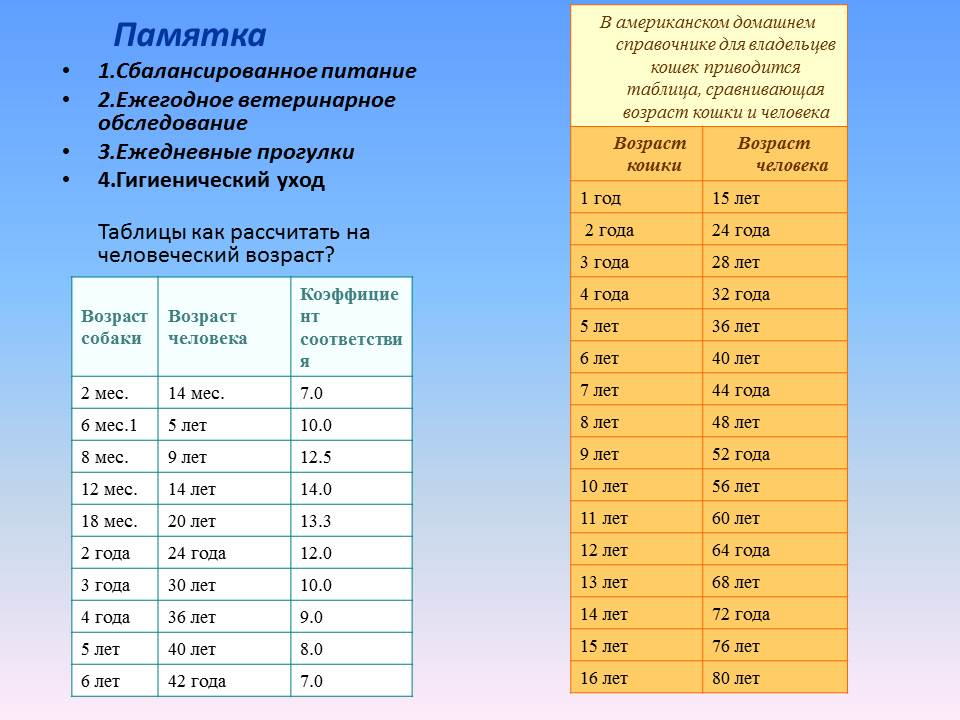 Памятка
• 1.Сбалансированное питание
• 2.Ежегодное ветеринарное
обследование
• 3.Ежедневные прогулки
• 4.Гигиенический уход
Таблицы как рассчитать на
человеческий возраст?
Возраст собаки Возраст человека Коэффициент соответствия
2 мес. 14 мес. 7.0
6 мес.1 5 лет 10.0
8 мес. 9 лет 12.5
12 мес. 14 лет 14.0
18 мес. 20 лет 13.3
2 года 24 года 12.0
3 года 30 лет 10.0
4 года 36 лет 9.0
5 лет 40 лет 8.0
6 лет 42 года 7.0
В американском домашнем
справочнике для владельцев
кошек приводится
таблица, сравнивающая
возраст кошки и человека
Возраст кошки Возраст человека
1 год 15 лет
2 года 24 года
3 года 28 лет
4 года 32 года
5 лет 36 лет
6 лет 40 лет
7 лет 44 года
8 лет 48 лет
9 лет 52 года
10 лет 56 лет
11 лет 60 лет
12 лет 64 года
13 лет 68 лет
14 лет 72 года
15 лет 76 лет
16 лет 80 лет